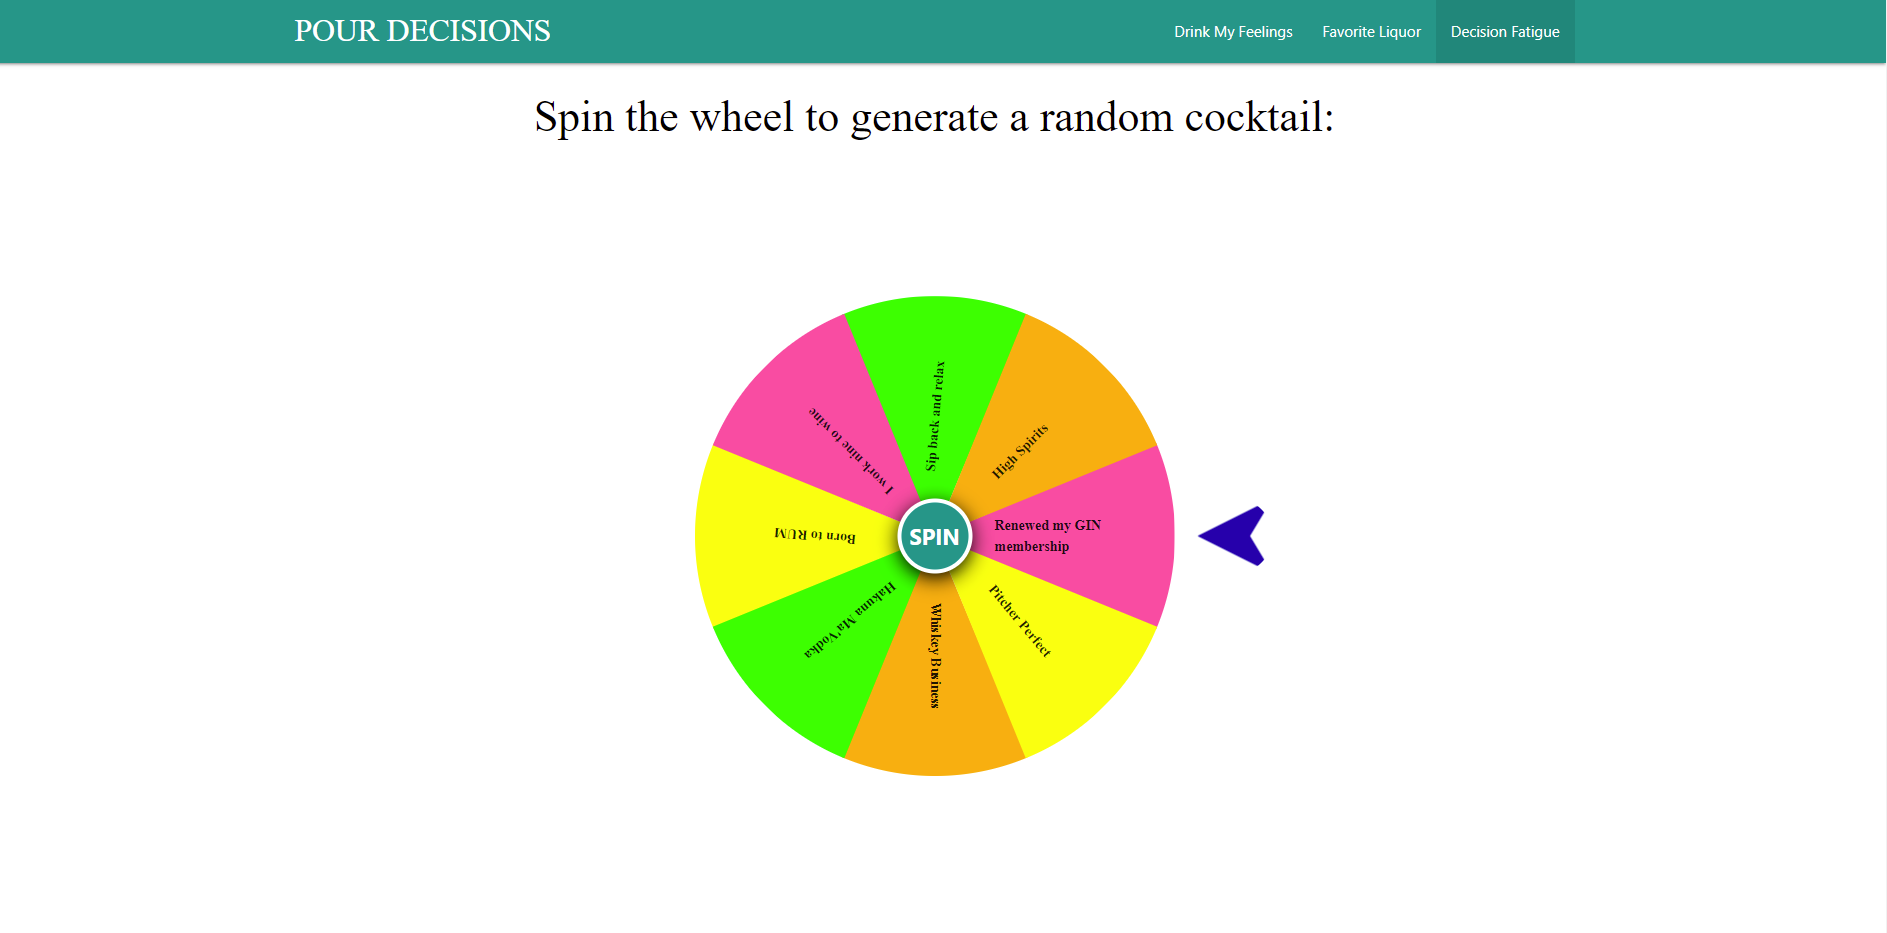 POUR DECISIONS
Drink My Feelings
Favorite Liquor
Decision Fatigue
Spin the wheel to generate a random cocktail:
Sip back and relax
High Spirits
Renewed my GIN
membership
Pitcher Perfect
Whiskey Business
Hakuna Ma'Vodka
Born to RUM
I work nine to wine
SPIN